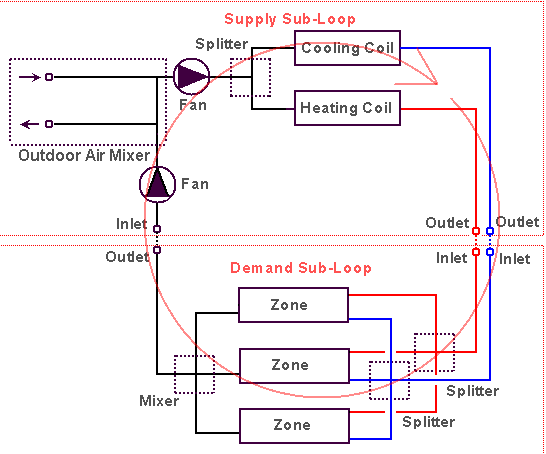 Supply Sub-Loop
Splitter
Cooling Coil
Fan
Heating Coil
Outdoor Air Mixer
Fan
Inlet
Outlet
Outlet
Outlet
Inlet
Inlet
Demand Sub-Loop
Zone
Zone
Mixer
Splitter
Zone
Splitter